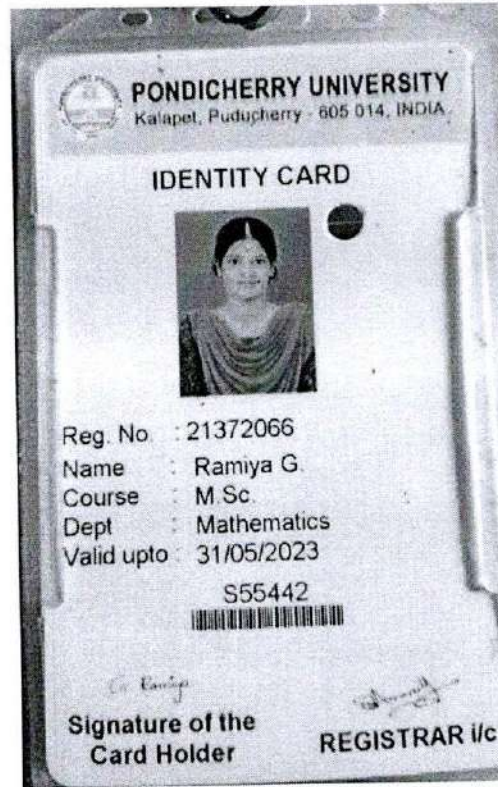 PONDICHERRY UNIVERSITY
Kalapet, Puducherry - 605 014, INDIA.
IDENTITY CARD
Reg. No. : 21372066
Name : Ramiya G.
Course : M.Sc.
Dept : Mathematics
Valid upto : 31/05/2023
S55442
G. Ramiya
Signature of the
Card Holder
REGISTRAR i/c